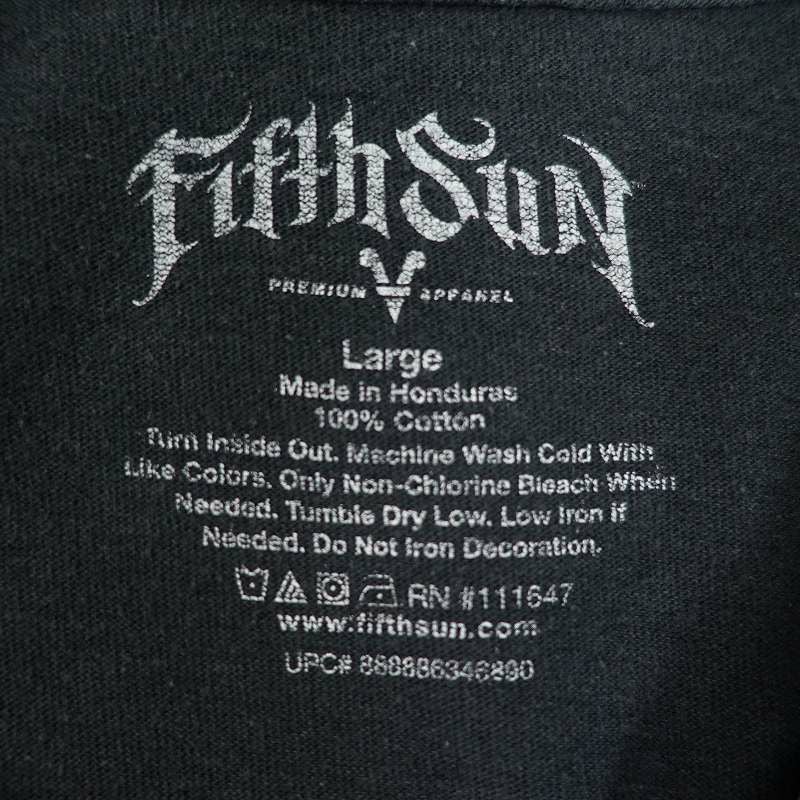 Fifth Sun
PREMIUM APPAREL
Large
Made in Honduras
100% Cotton
Turn Inside Out. Machine Wash Cold With
Like Colors. Only Non-Chlorine Bleach When
Needed. Tumble Dry Low. Low Iron if
Needed. Do Not Iron Decoration.
RN #111647
www.fifthsun.com
UPC#